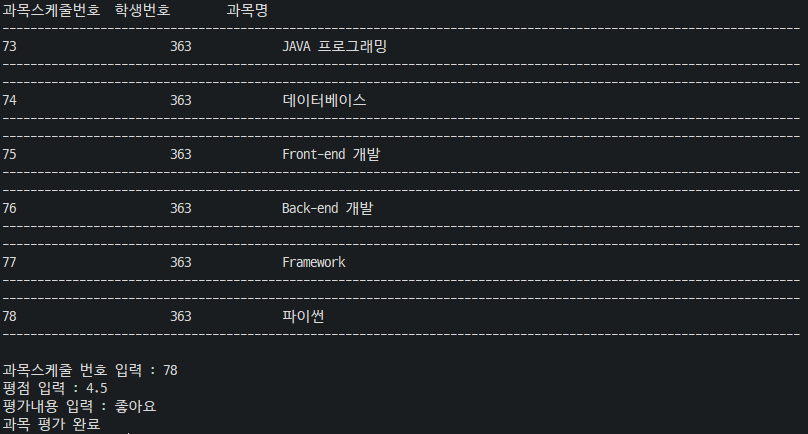 과목스케줄번호 학생번호 과목명
--------------------------------------------------------------------------------
73 363 JAVA 프로그래밍
--------------------------------------------------------------------------------
--------------------------------------------------------------------------------
74 363 데이터베이스
--------------------------------------------------------------------------------
--------------------------------------------------------------------------------
75 363 Front-end 개발
--------------------------------------------------------------------------------
--------------------------------------------------------------------------------
76 363 Back-end 개발
--------------------------------------------------------------------------------
--------------------------------------------------------------------------------
77 363 Framework
--------------------------------------------------------------------------------
--------------------------------------------------------------------------------
78 363 파이썬
--------------------------------------------------------------------------------
과목스케줄 번호 입력 : 78
평점 입력 : 4.5
평가내용 입력 : 좋아요
과목 평가 완료